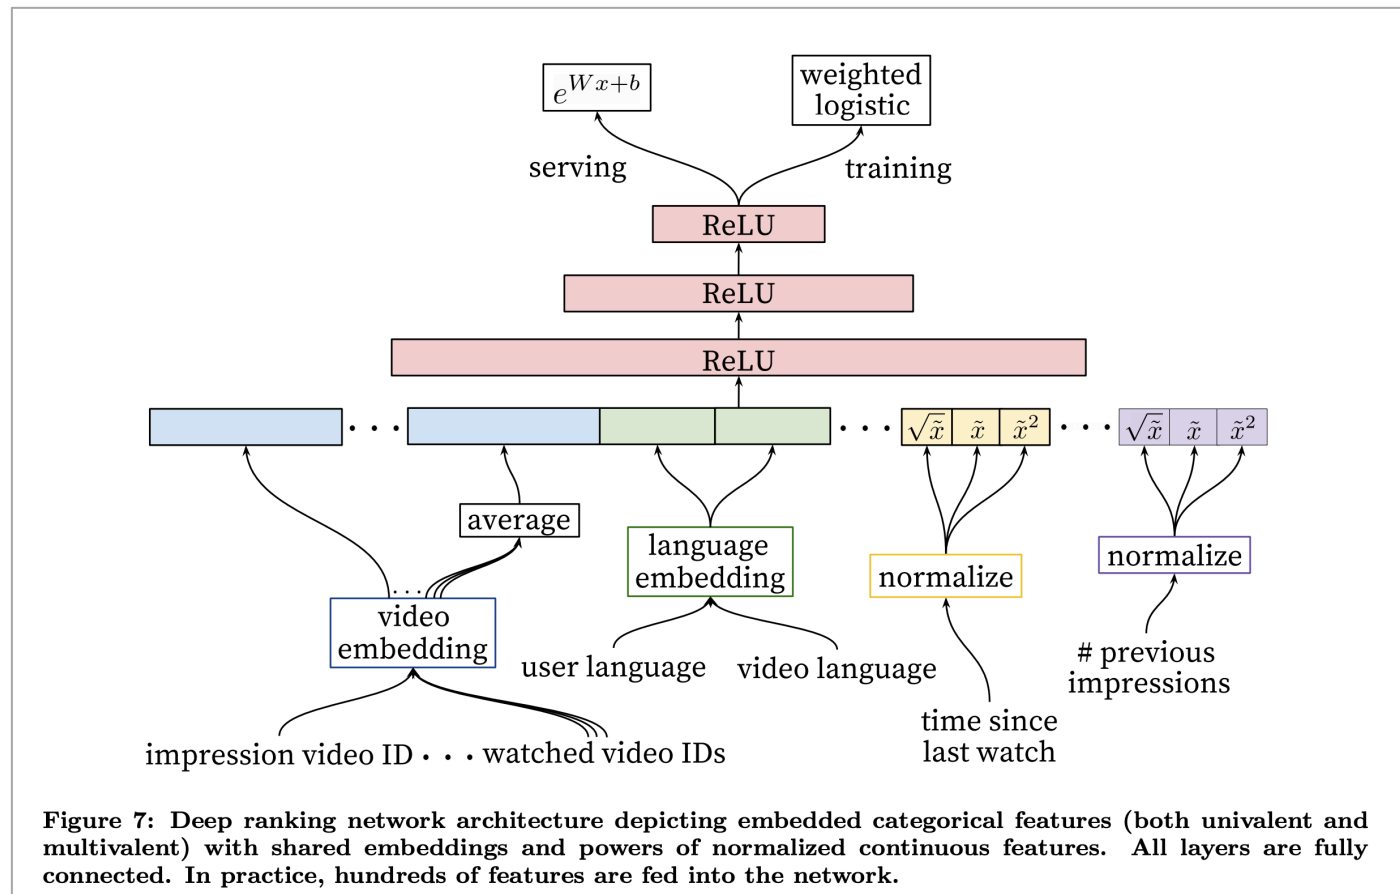 e^{Wx+b}
weighted
logistic
serving
training
ReLU
ReLU
ReLU
√x̃ x̃ x̃²
√x̃ x̃ x̃²
average
language
embedding
normalize
normalize
video
embedding
user language
video language
# previous
impressions
time since
last watch
impression video ID • • • watched video IDs
Figure 7: Deep ranking network architecture depicting embedded categorical features (both univalent and
multivalent) with shared embeddings and powers of normalized continuous features. All layers are fully
connected. In practice, hundreds of features are fed into the network.